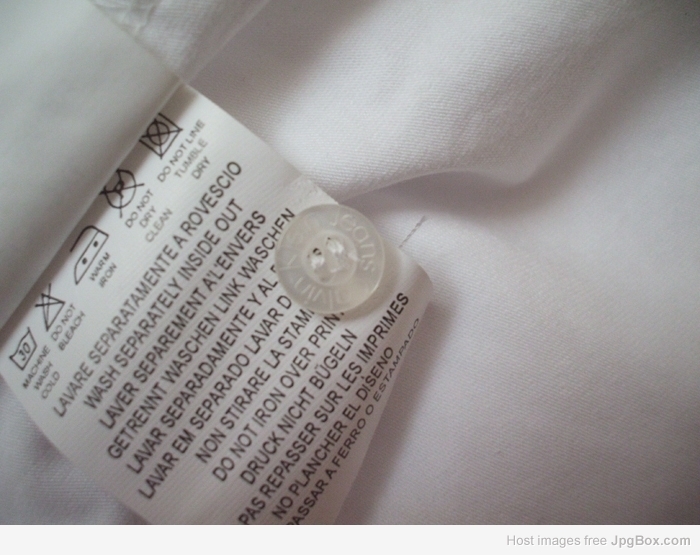 30
MACHINE
WASH
COLD
DO NOT
BLEACH
WARM
IRON
DO NOT
DRY
CLEAN
DO NOT LINE
TUMBLE
DRY
LAVARE SEPARATAMENTE A ROVESCIO
WASH SEPARATELY INSIDE OUT
LAVER SEPAREMENT A'LENVERS
GETRENNT WASCHEN LINK WASCHEN
LAVAR SEPARADAMENTE Y AL
LAVAR EM SEPARADO LAVAR D
NON STIRARE LA STAM
DO NOT IRON OVER PRIN
DRUCK NICHT BÜGELN
PAS REPASSER SUR LES IMPRIMES
NO PLANCHER EL DISENO
PASSAR A FERRO O ESTAMPADO
Host images free JpgBox.com